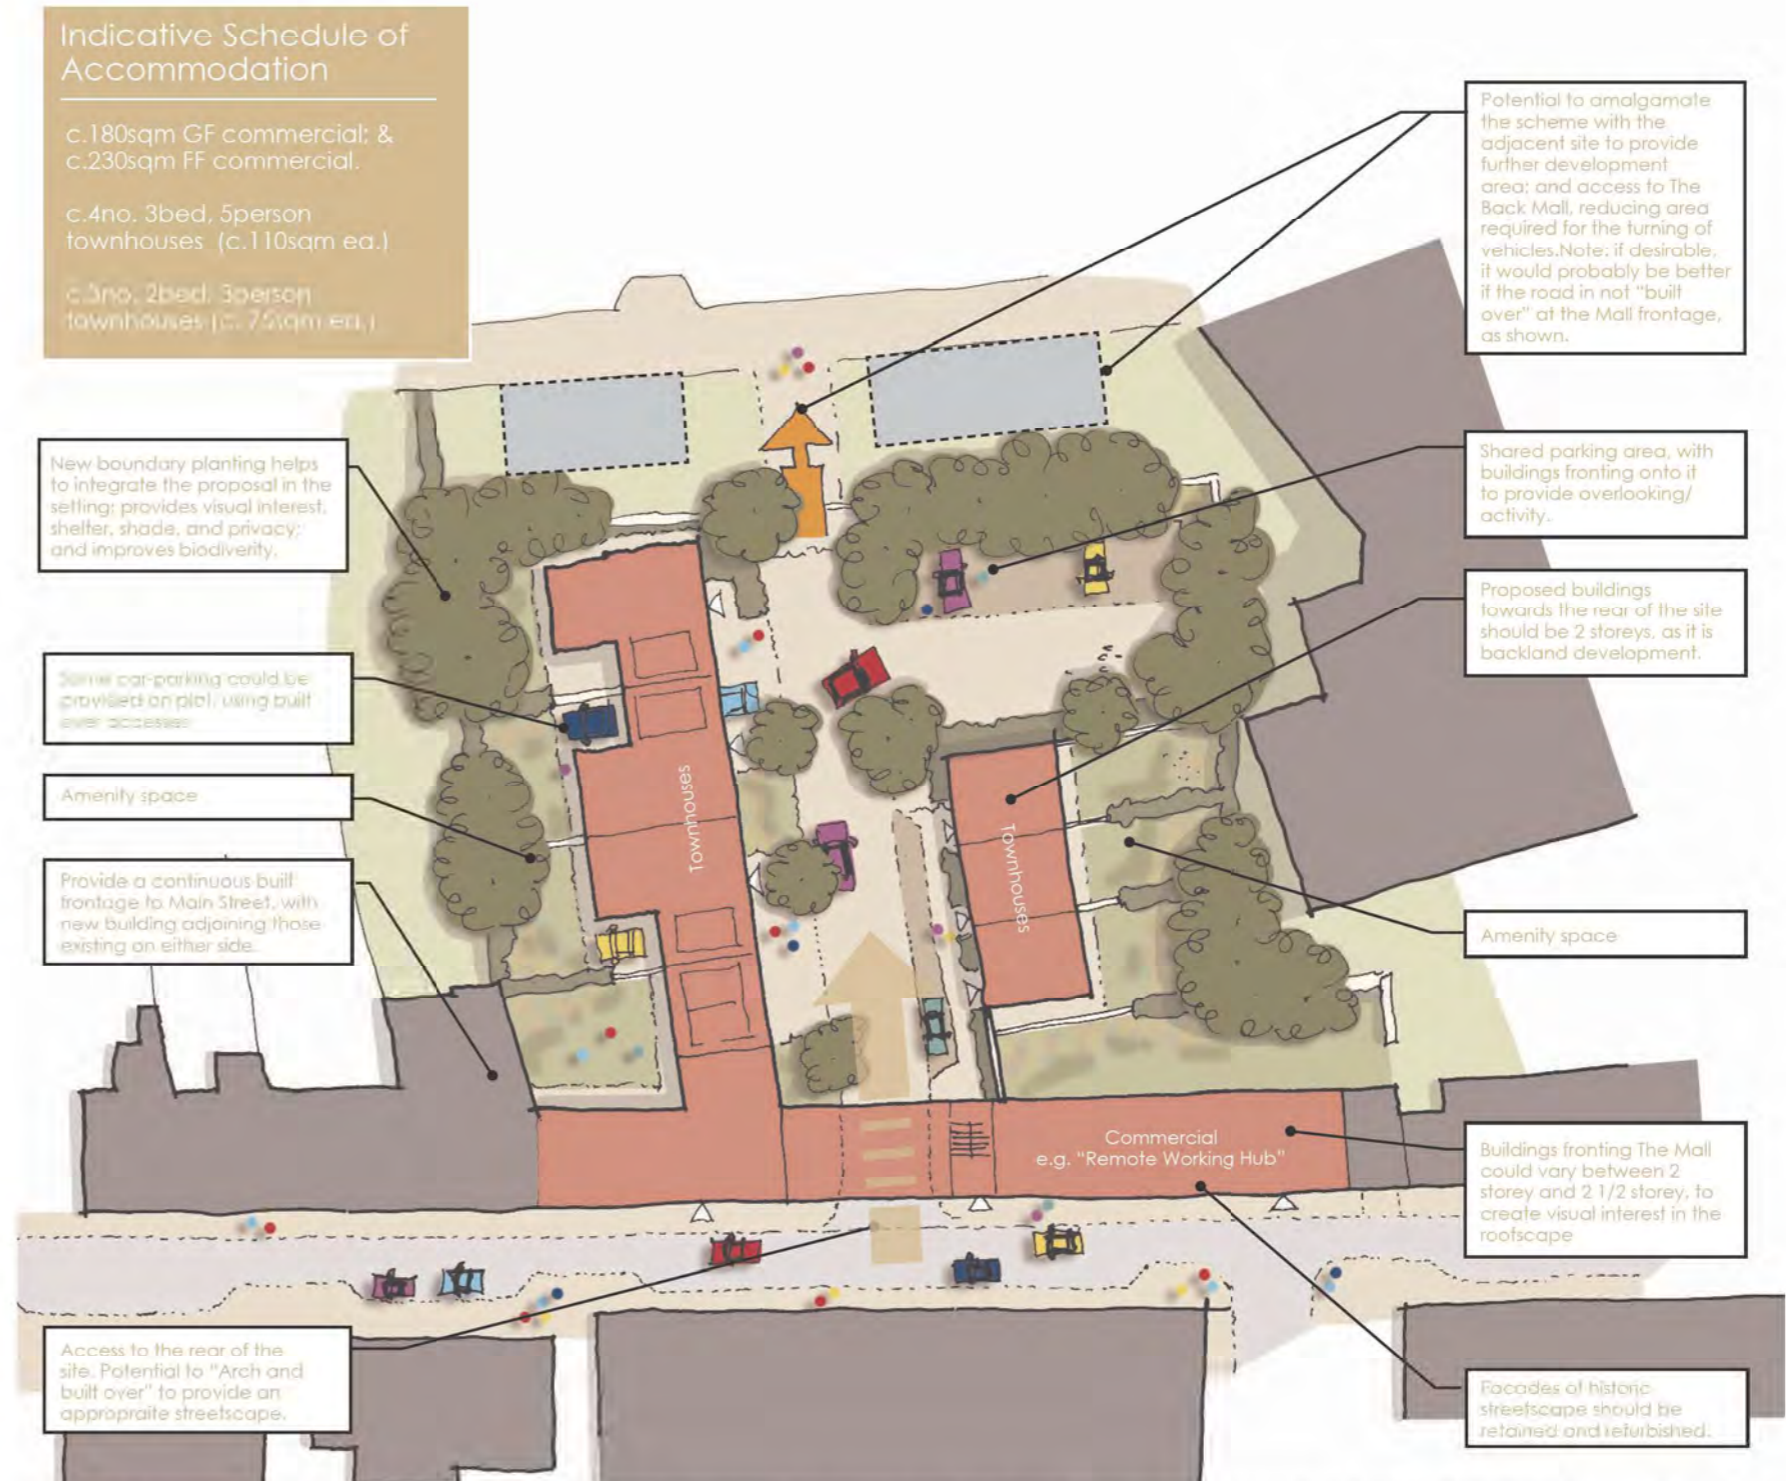 Indicative Schedule of
Accommodation
c.180sqm GF commercial; &
c.230sqm FF commercial.
c.4no. 3bed, 5person
townhouses (c.110sqm ea.)
c.3no. 2bed, 3person
townhouses (c. 75sqm ea.)
New boundary planting helps
to integrate the proposal in the
setting; provides visual interest,
shelter, shade, and privacy;
and improves biodiverity.
Some car-parking could be
provided on plot, using built
over accesses
Amenity space
Provide a continuous built
frontage to Main Street, with
new building adjoining those
existing on either side.
Access to the rear of the
site. Potential to "Arch and
built over" to provide an
appropraite streetscape.
Townhouses
Townhouses
Commercial
e.g. "Remote Working Hub"
Potential to amalgamate
the scheme with the
adjacent site to provide
further development
area; and access to The
Back Mall, reducing area
required for the turning of
vehicles.Note: if desirable,
it would probably be better
if the road in not "built
over" at the Mall frontage,
as shown.
Shared parking area, with
buildings fronting onto it
to provide overlooking/
activity.
Proposed buildings
towards the rear of the site
should be 2 storeys, as it is
backland development.
Amenity space
Buildings fronting The Mall
could vary between 2
storey and 2 1/2 storey, to
create visual interest in the
roofscape
Facades of historic
streetscape should be
retained and refurbished.